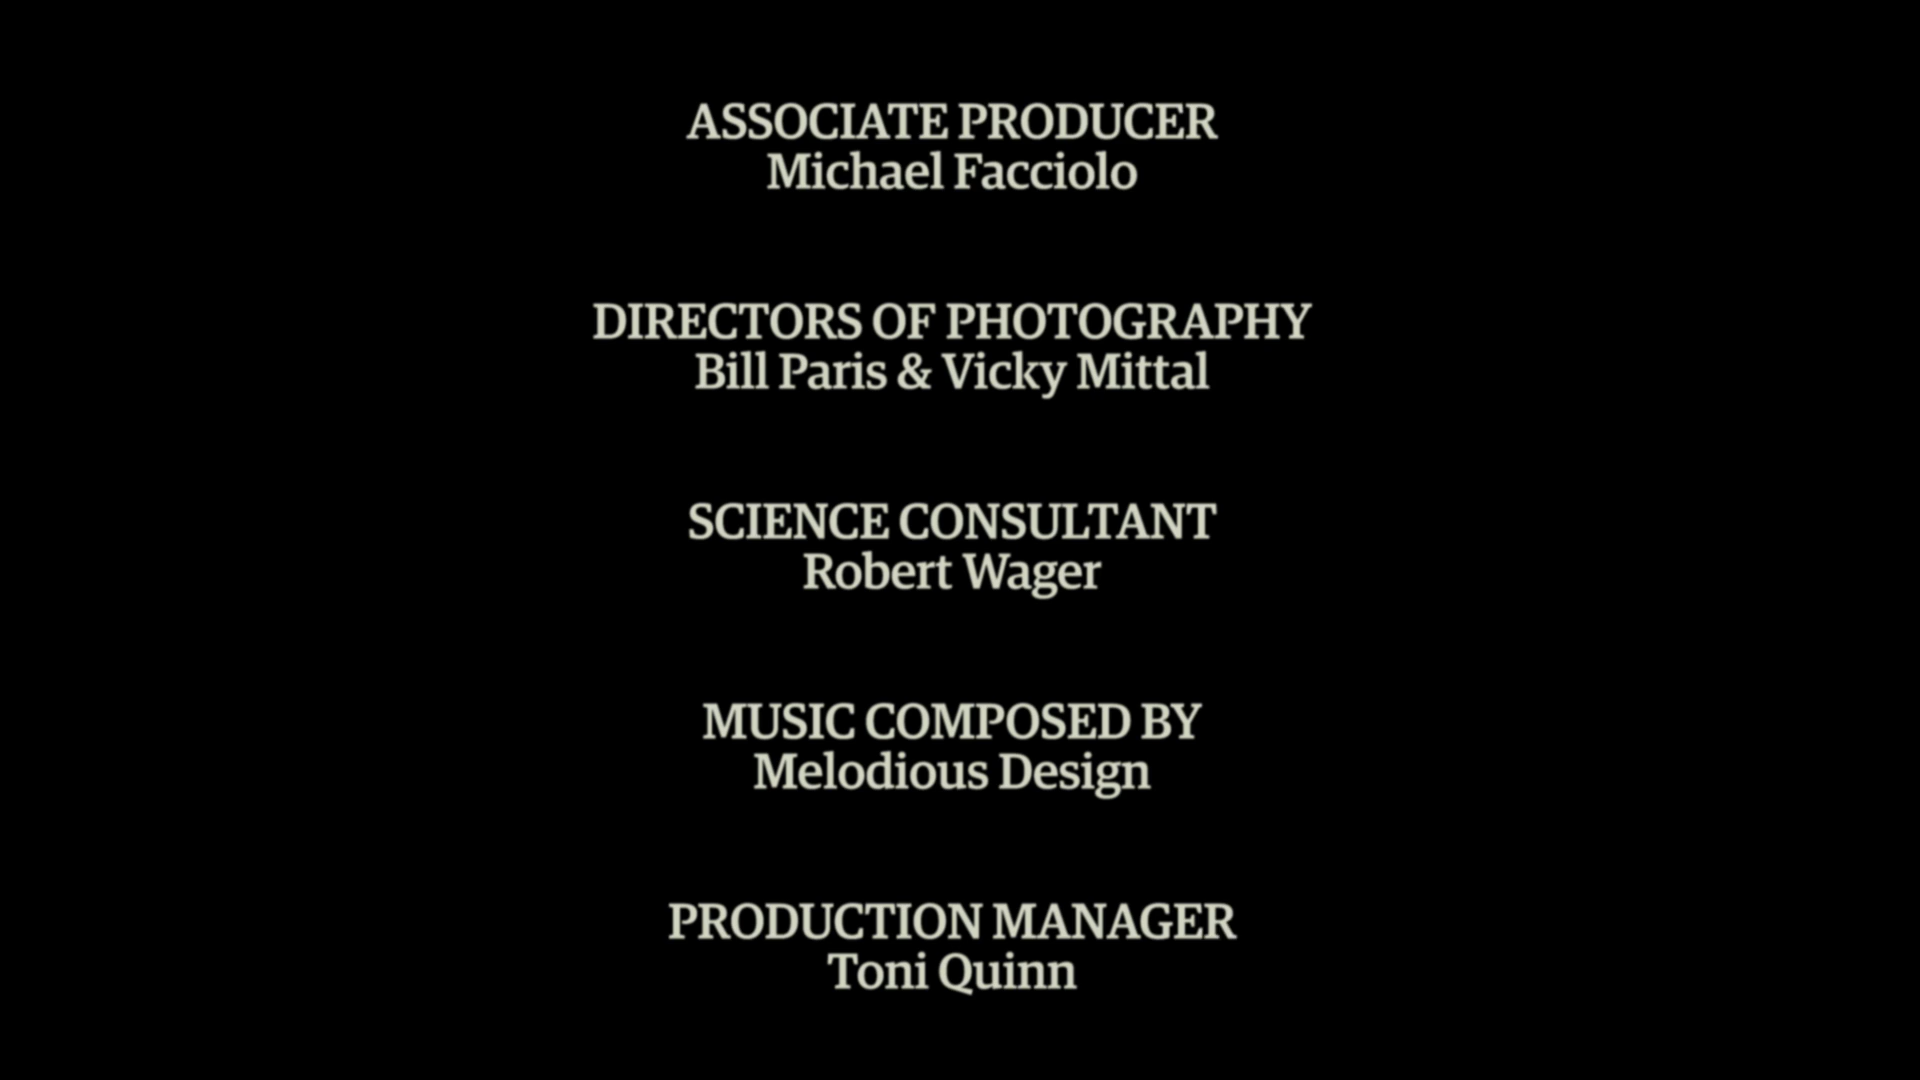 ASSOCIATE PRODUCER
Michael Facciolo
DIRECTORS OF PHOTOGRAPHY
Bill Paris & Vicky Mittal
SCIENCE CONSULTANT
Robert Wager
MUSIC COMPOSED BY
Melodious Design
PRODUCTION MANAGER
Toni Quinn